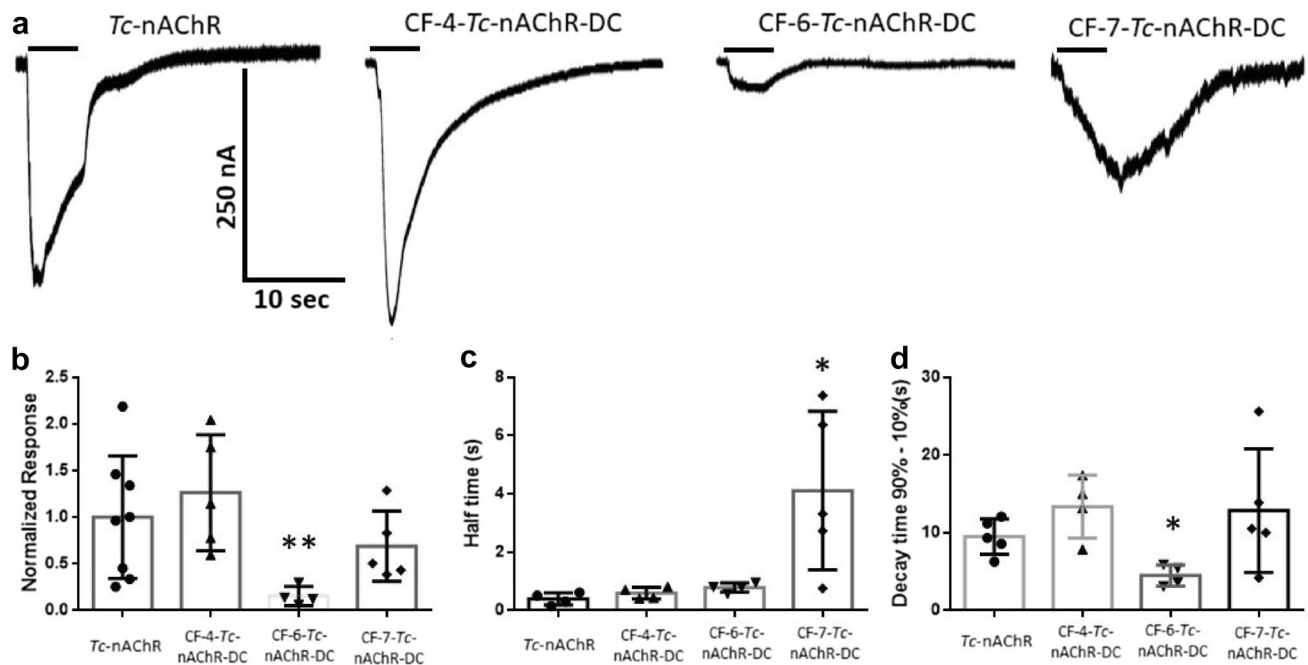 a
Tc-nAChR
CF-4-Tc-nAChR-DC
CF-6-Tc-nAChR-DC
CF-7-Tc-nAChR-DC
250 nA
10 sec
b
Normalized Response
2.5
2.0
1.5
1.0
0.5
0.0
**
Tc-nAChR
CF-4-Tc-
nAChR-DC
CF-6-Tc-
nAChR-DC
CF-7-Tc-
nAChR-DC
c
Half time (s)
8
6
4
2
0
*
Tc-nAChR
CF-4-Tc-
nAChR-DC
CF-6-Tc-
nAChR-DC
CF-7-Tc-
nAChR-DC
d
Decay time 90% - 10%(s)
30
20
10
0
*
Tc-nAChR
CF-4-Tc-
nAChR-DC
CF-6-Tc-
nAChR-DC
CF-7-Tc-
nAChR-DC